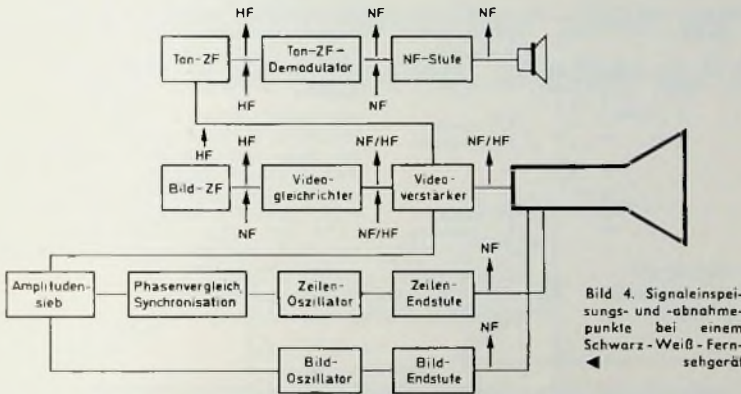 HF NF NF
Ton-ZF
Ton-ZF-
Demodulator
NF-Stufe
HF NF
HF
HF NF/HF NF/HF
Bild-ZF
Video-
gleichrichter
Video-
verstärker
NF NF/HF
Amplituden-
sieb
Phasenvergleich,
Synchronisation
Zeilen-
Oszillator
Zeilen-
Endstufe
NF
Bild-
Oszillator
Bild-
Endstufe
NF
Bild 4. Signaleinspei-
sungs- und -abnahme-
punkte bei einem
Schwarz-Weiß-Fern-
◄ sehgerät